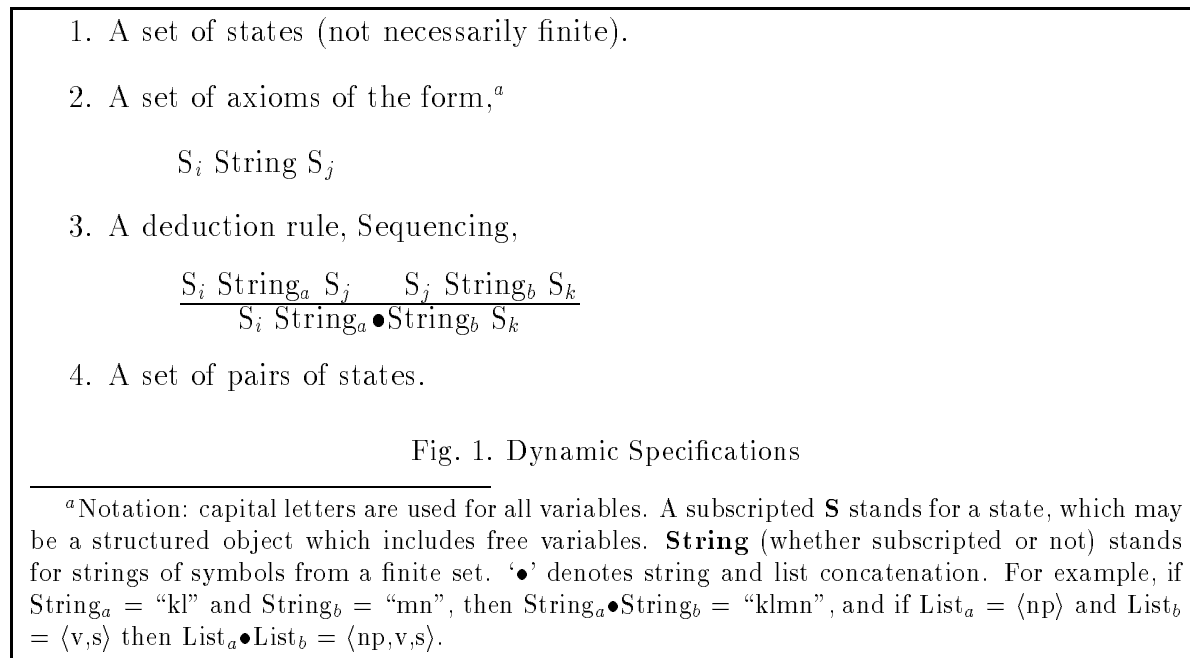 1. A set of states (not necessarily finite).
2. A set of axioms of the form,ᵃ
Sᵢ String Sⱼ
3. A deduction rule, Sequencing,
Sᵢ Stringₐ Sⱼ Sⱼ String_b Sₖ
Sᵢ Stringₐ●String_b Sₖ
4. A set of pairs of states.
Fig. 1. Dynamic Specifications
ᵃNotation: capital letters are used for all variables. A subscripted S stands for a state, which may
be a structured object which includes free variables. String (whether subscripted or not) stands
for strings of symbols from a finite set. ‘●’ denotes string and list concatenation. For example, if
Stringₐ = “kl” and String_b = “mn”, then Stringₐ●String_b = “klmn”, and if Listₐ = ⟨np⟩ and List_b
= ⟨v,s⟩ then Listₐ●List_b = ⟨np,v,s⟩.